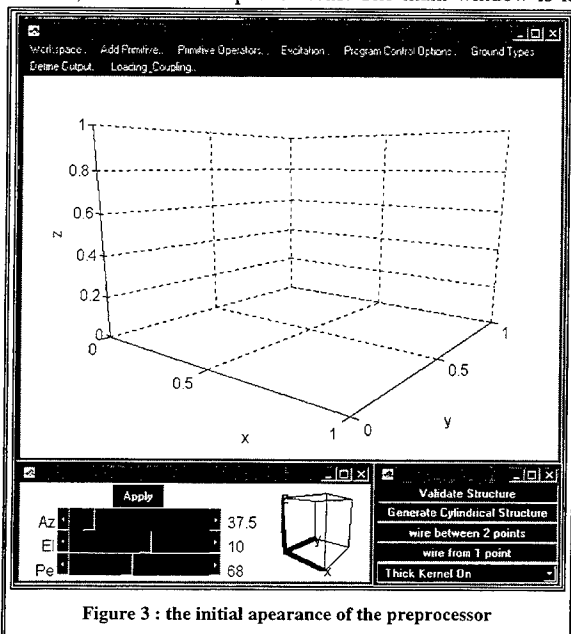 Workspace.. Add Primitive.. Primitive Operators.. Excitation.. Program Control Options.. Ground Types
Define Output. Loading_Coupling..
1
0.8
0.6
0.4
0.2
0
z
0
0.5
1
x
0
0.5
1
y
Apply
Az 37.5
El 10
Pe 68
y
x
Validate Structure
Generate Cylindrical Structure
wire between 2 points
wire from 1 point
Thick Kernel On
Figure 3 : the initial apearance of the preprocessor